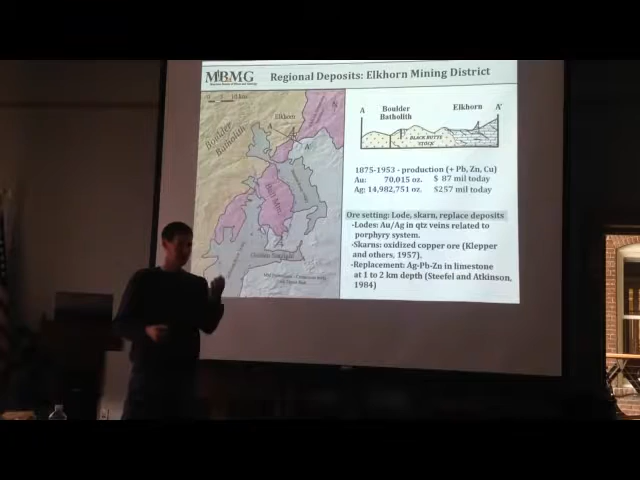 MBMG
Regional Deposits: Elkhorn Mining District
0 5 10 km
N
Elkhorn
A
A'
Boulder
Batholith
A
Boulder
Batholith
Elkhorn
A'
BLACK BUTTE
STOCK
1875-1953 - production (+ Pb, Zn, Cu)
Au: 70,015 oz. $ 87 mil today
Ag: 14,982,751 oz. $257 mil today
Ore setting: Lode, skarn, replace deposits
-Lodes: Au/Ag in qtz veins related to
porphyry system.
-Skarns: oxidized copper ore (Klepper
and others, 1957).
-Replacement: Ag-Pb-Zn in limestone
at 1 to 2 km depth (Steefel and Atkinson,
1984)